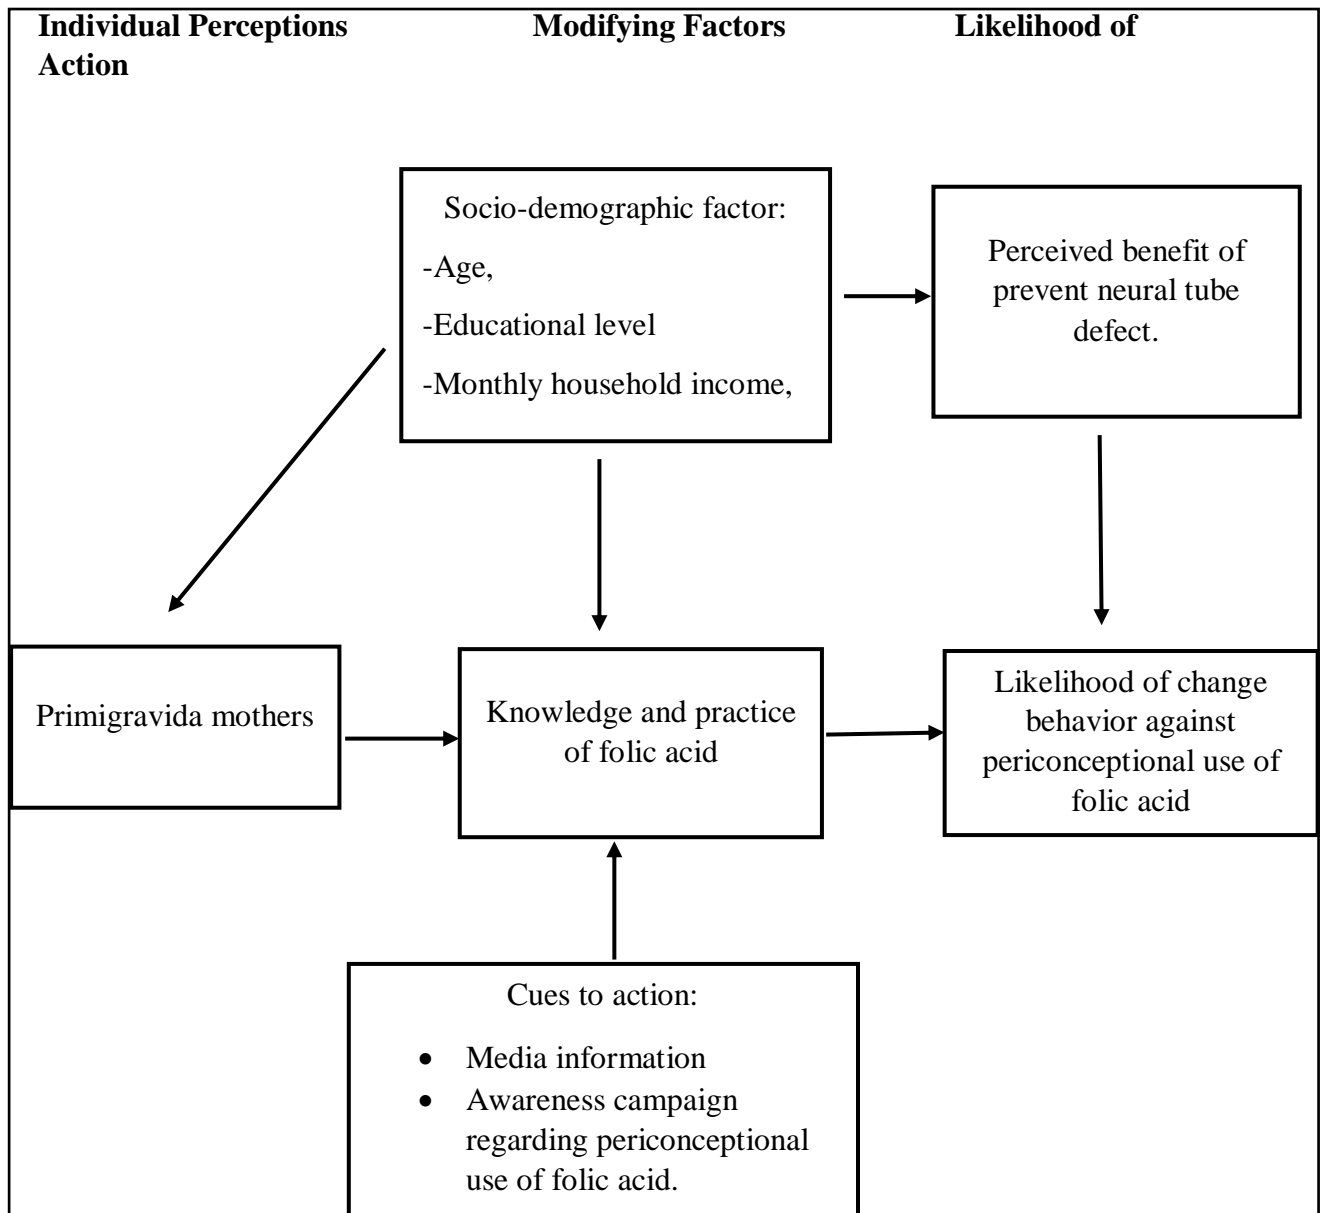 Individual Perceptions Modifying Factors Likelihood of
Action
Socio-demographic factor:
-Age,
-Educational level
-Monthly household income,
Perceived benefit of
prevent neural tube
defect.
Primigravida mothers
Knowledge and practice
of folic acid
Likelihood of change
behavior against
periconceptional use of
folic acid
Cues to action:
• Media information
• Awareness campaign
regarding periconceptional
use of folic acid.